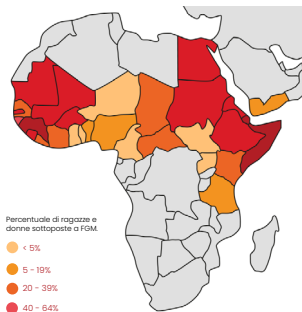 Percentuale di ragazze e
donne sottoposte a FGM.
< 5%
5 - 19%
20 - 39%
40 - 64%